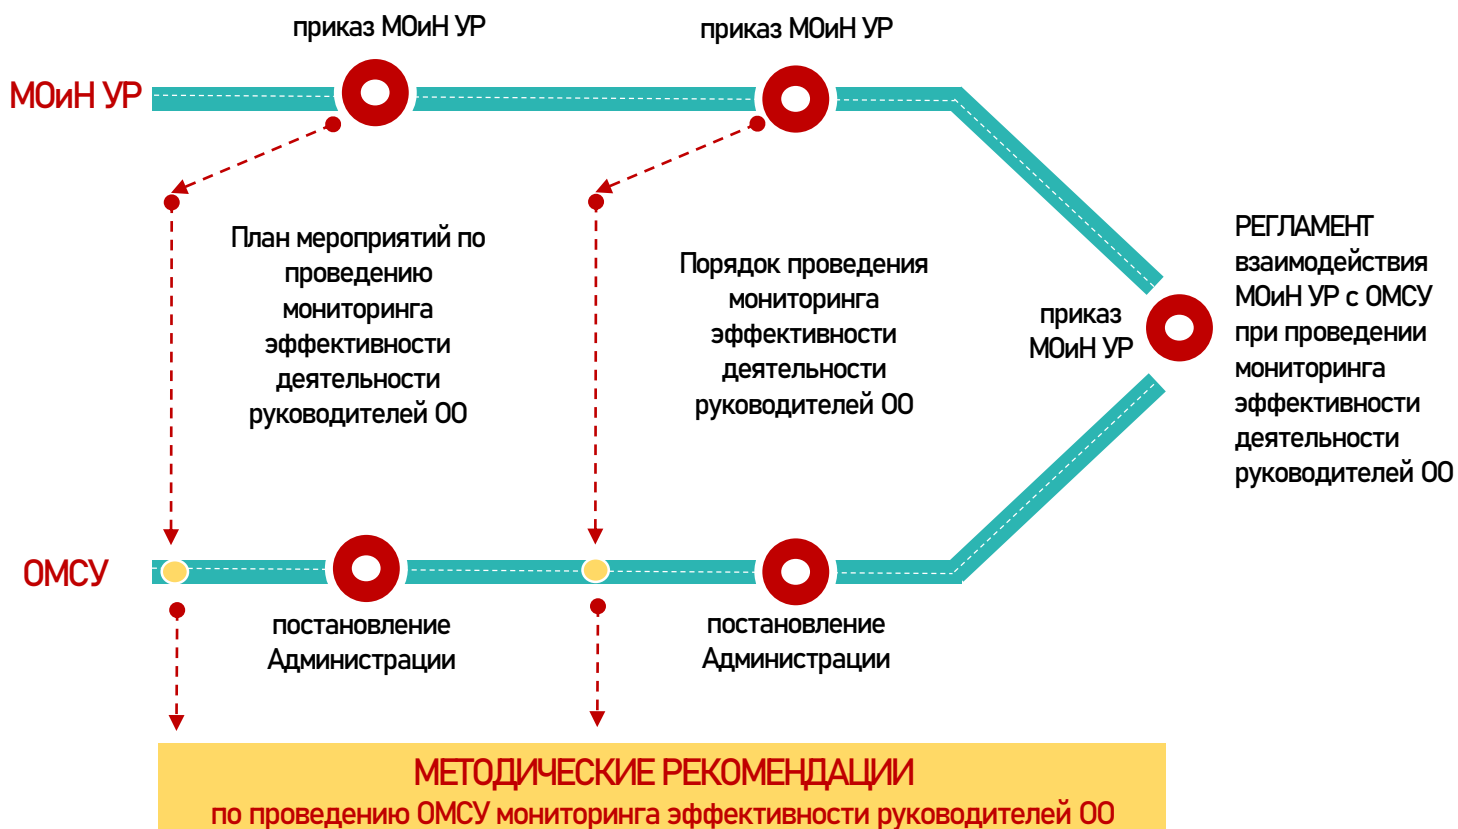 приказ МОиН УР
приказ МОиН УР
МОиН УР
План мероприятий по
проведению
мониторинга
эффективности
деятельности
руководителей ОО
Порядок проведения
мониторинга
эффективности
деятельности
руководителей ОО
приказ
МОиН УР
РЕГЛАМЕНТ
взаимодействия
МОиН УР с ОМСУ
при проведении
мониторинга
эффективности
деятельности
руководителей ОО
ОМСУ
постановление
Администрации
постановление
Администрации
МЕТОДИЧЕСКИЕ РЕКОМЕНДАЦИИ
по проведению ОМСУ мониторинга эффективности руководителей ОО